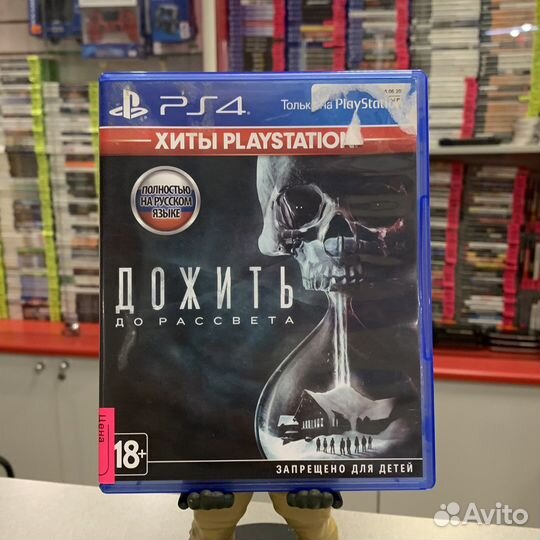 PS4
Только на PlayStation
ХИТЫ PLAYSTATION
ПОЛНОСТЬЮ
НА РУССКОМ
ЯЗЫКЕ
ДОЖИТЬ
ДО РАССВЕТА
Цена
18+
ЗАПРЕЩЕНО ДЛЯ ДЕТЕЙ
Avito